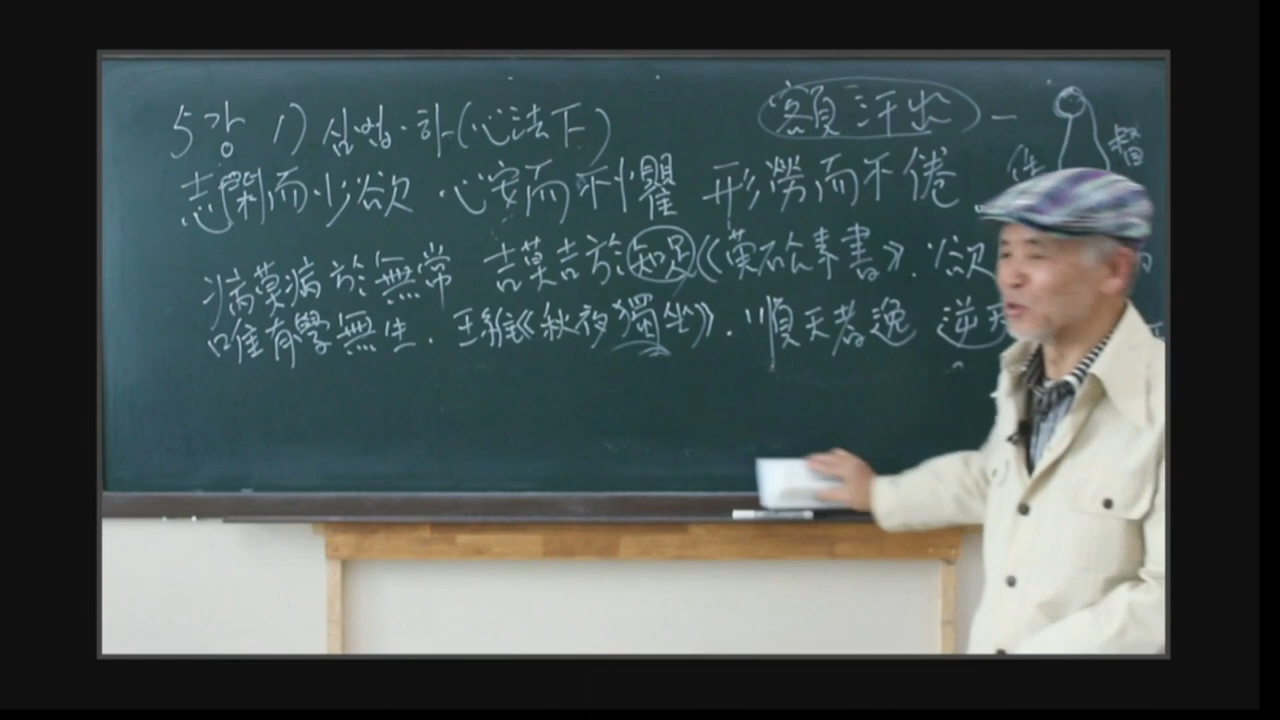 5강 1) 심법·하(心法下)
額汗出 - 督
志閑而少欲 心安而不懼 形勞而不倦
病莫病於無常 吉莫吉於知足《黃石公素書》. 欲
唯有學無生. 王維《秋夜獨坐》. "順天者逸 逆天